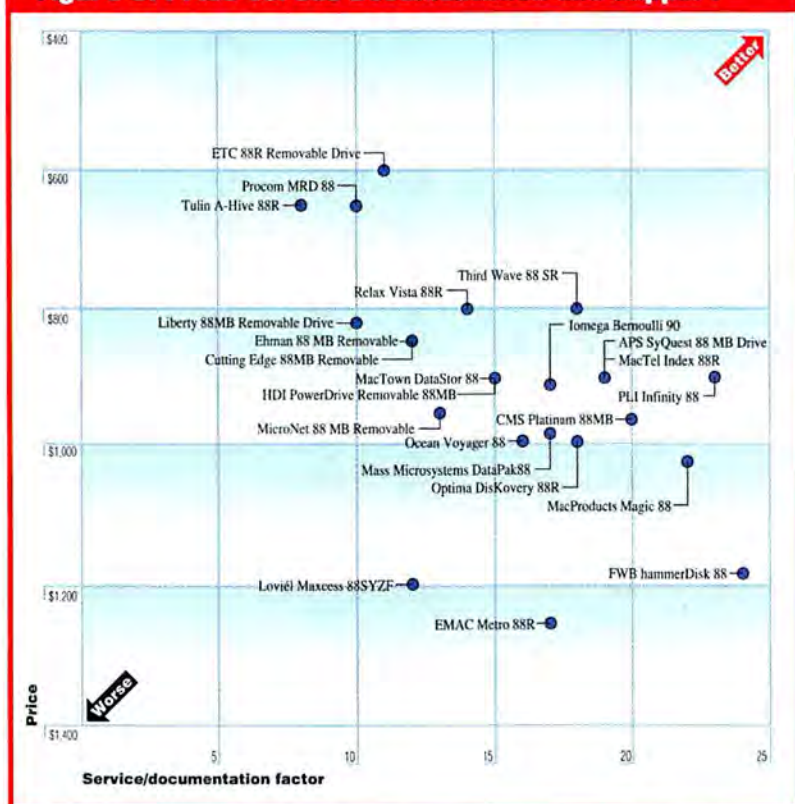 $400
Better
ETC 88R Removable Drive
$600
Procom MRD 88
Tulin A-Hive 88R
Third Wave 88 SR
Relax Vista 88R
$800
Liberty 88MB Removable Drive
Iomega Bernoulli 90
Ehman 88 MB Removable
APS SyQuest 88 MB Drive
Cutting Edge 88MB Removable
MacTel Index 88R
MacTown DataStor 88
HDI PowerDrive Removable 88MB
PLI Infinity 88
CMS Platinam 88MB
MicroNet 88 MB Removable
Ocean Voyager 88
$1,000
Mass Microsystems DataPak88
Optima DisKovery 88R
MacProducts Magic 88
FWB hammerDisk 88
Loviél Maxcess 88SYZF
$1,200
EMAC Metro 88R
Worse
Price
$1,400
5 10 15 20 25
Service/documentation factor